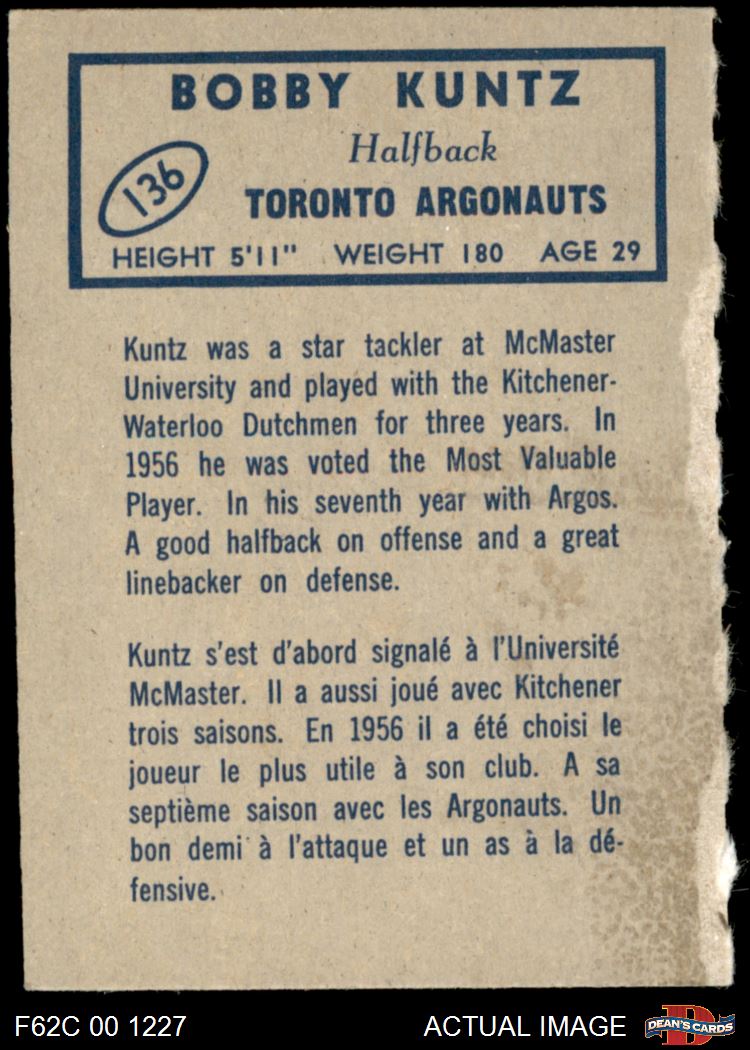 BOBBY KUNTZ
Halfback
136
TORONTO ARGONAUTS
HEIGHT 5'11" WEIGHT 180 AGE 29
Kuntz was a star tackler at McMaster
University and played with the Kitchener-
Waterloo Dutchmen for three years. In
1956 he was voted the Most Valuable
Player. In his seventh year with Argos.
A good halfback on offense and a great
linebacker on defense.
Kuntz s'est d'abord signalé à l'Université
McMaster. Il a aussi joué avec Kitchener
trois saisons. En 1956 il a été choisi le
joueur le plus utile à son club. A sa
septième saison avec les Argonauts. Un
bon demi à l'attaque et un as à la dé-
fensive.
F62C 00 1227
ACTUAL IMAGE
D
DEAN'S CARDS